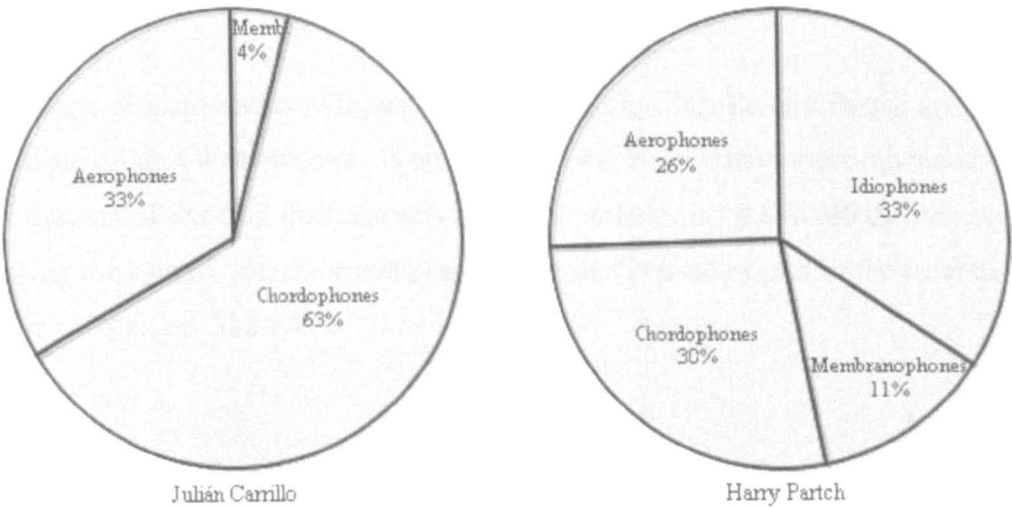 Memb.
4%
Aerophones
33%
Chordophones
63%
Julián Carrillo
Aerophones
26%
Idiophones
33%
Chordophones
30%
Membranophones
11%
Harry Partch